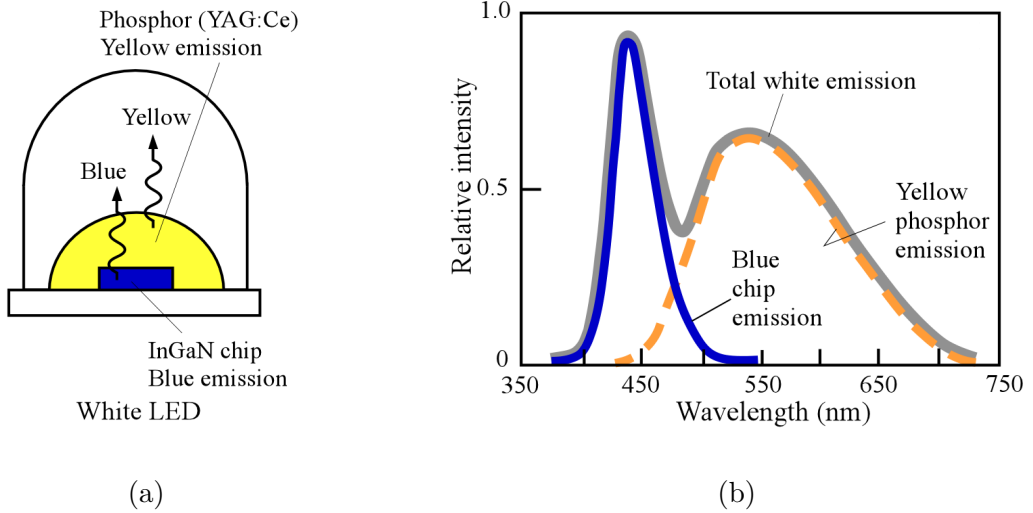 Phosphor (YAG:Ce)
Yellow emission
Yellow
Blue
InGaN chip
Blue emission
White LED
(a)
1.0
0.5
0
Relative intensity
Total white emission
Yellow
phosphor
emission
Blue
chip
emission
350
450
550
650
750
Wavelength (nm)
(b)